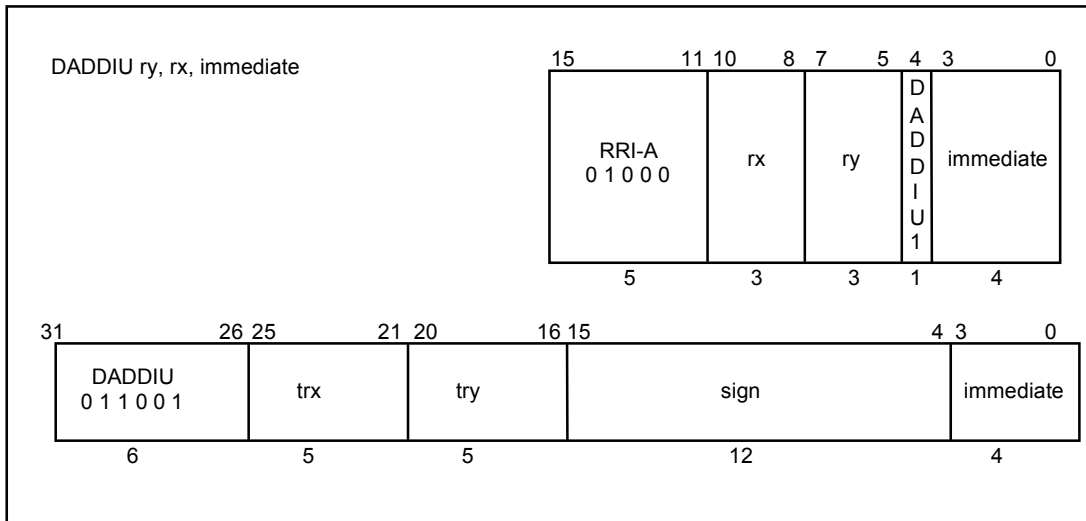 DADDIU ry, rx, immediate
15 11 10 8 7 5 4 3 0
RRI-A
0 1 0 0 0
rx
ry
D
A
D
D
I
U
1
immediate
5 3 3 1 4
31 26 25 21 20 16 15 4 3 0
DADDIU
0 1 1 0 0 1
trx
try
sign
immediate
6 5 5 12 4